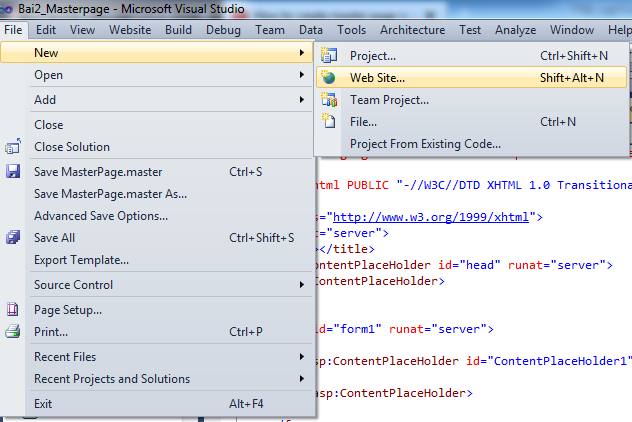 Bai2_Masterpage - Microsoft Visual Studio
File Edit View Website Build Debug Team Data Tools Architecture Test Analyze Window Help
New
Open
Add
Close
Close Solution
Save MasterPage.master Ctrl+S
Save MasterPage.master As...
Advanced Save Options...
Save All Ctrl+Shift+S
Export Template...
Source Control
Page Setup...
Print... Ctrl+P
Recent Files
Recent Projects and Solutions
Exit Alt+F4
Project... Ctrl+Shift+N
Web Site... Shift+Alt+N
Team Project...
File... Ctrl+N
Project From Existing Code...
html PUBLIC "-//W3C//DTD XHTML 1.0 Transitiona
s="http://www.w3.org/1999/xhtml">
t="server">
></title>
ContentPlaceHolder id="head" runat="server">
ContentPlaceHolder>
id="form1" runat="server">
asp:ContentPlaceHolder id="ContentPlaceHolder1"
asp:ContentPlaceHolder>